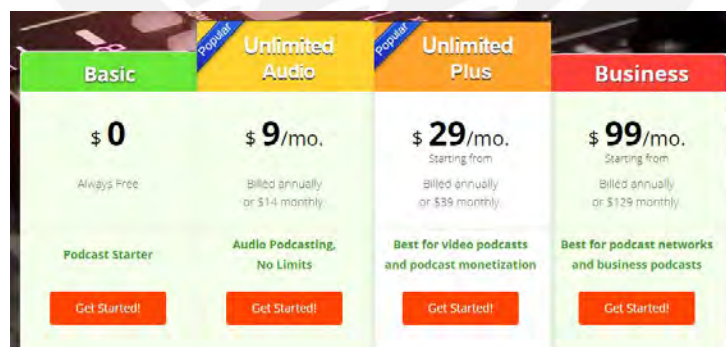 Basic
$ 0
Always Free
Podcast Starter
Get Started!
Popular
Unlimited
Audio
$ 9/mo.
Billed annually
or $14 monthly
Audio Podcasting,
No Limits
Get Started!
Popular
Unlimited
Plus
$ 29/mo.
Starting from
Billed annually
or $39 monthly
Best for video podcasts
and podcast monetization
Get Started!
Business
$ 99/mo.
Starting from
Billed annually
or $129 monthly
Best for podcast networks
and business podcasts
Get Started!